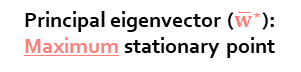 Principal eigenvector (w̅*):
Maximum stationary point